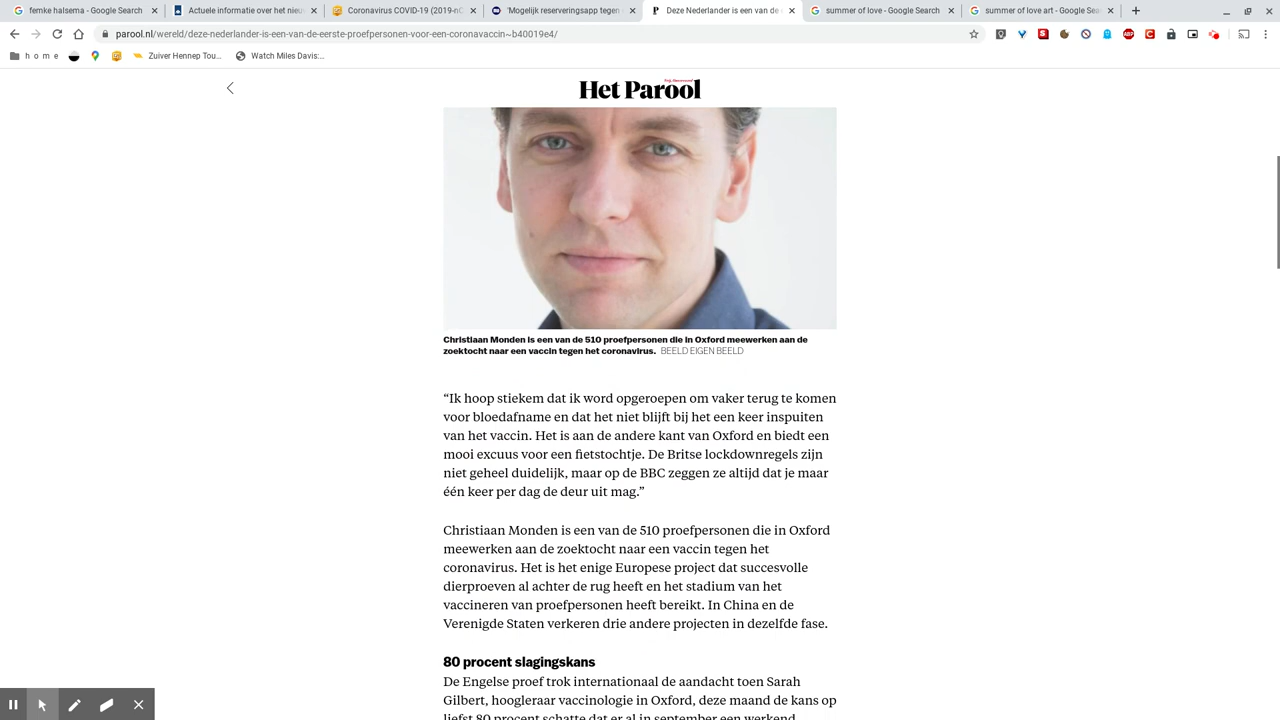 femke halsema - Google Search
Actuele informatie over het nieu
Coronavirus COVID-19 (2019-nC
'Mogelijk reserveringsapp tegen
Deze Nederlander is een van de
summer of love - Google Search
summer of love art - Google Sea
parool.nl/wereld/deze-nederlander-is-een-van-de-eerste-proefpersonen-voor-een-coronavaccin~b40019e4/
h o m e
Zuiver Hennep Tou...
Watch Miles Davis:...
Het Parool
Christiaan Monden is een van de 510 proefpersonen die in Oxford meewerken aan de
zoektocht naar een vaccin tegen het coronavirus. BEELD EIGEN BEELD
“Ik hoop stiekem dat ik word opgeroepen om vaker terug te komen
voor bloedafname en dat het niet blijft bij het een keer inspuiten
van het vaccin. Het is aan de andere kant van Oxford en biedt een
mooi excuus voor een fietstochtje. De Britse lockdownregels zijn
niet geheel duidelijk, maar op de BBC zeggen ze altijd dat je maar
één keer per dag de deur uit mag.”
Christiaan Monden is een van de 510 proefpersonen die in Oxford
meewerken aan de zoektocht naar een vaccin tegen het
coronavirus. Het is het enige Europese project dat succesvolle
dierproeven al achter de rug heeft en het stadium van het
vaccineren van proefpersonen heeft bereikt. In China en de
Verenigde Staten verkeren drie andere projecten in dezelfde fase.
80 procent slagingskans
De Engelse proef trok internationaal de aandacht toen Sarah
Gilbert, hoogleraar vaccinologie in Oxford, deze maand de kans op
liefst 80 procent schatte dat er al in september een werkend